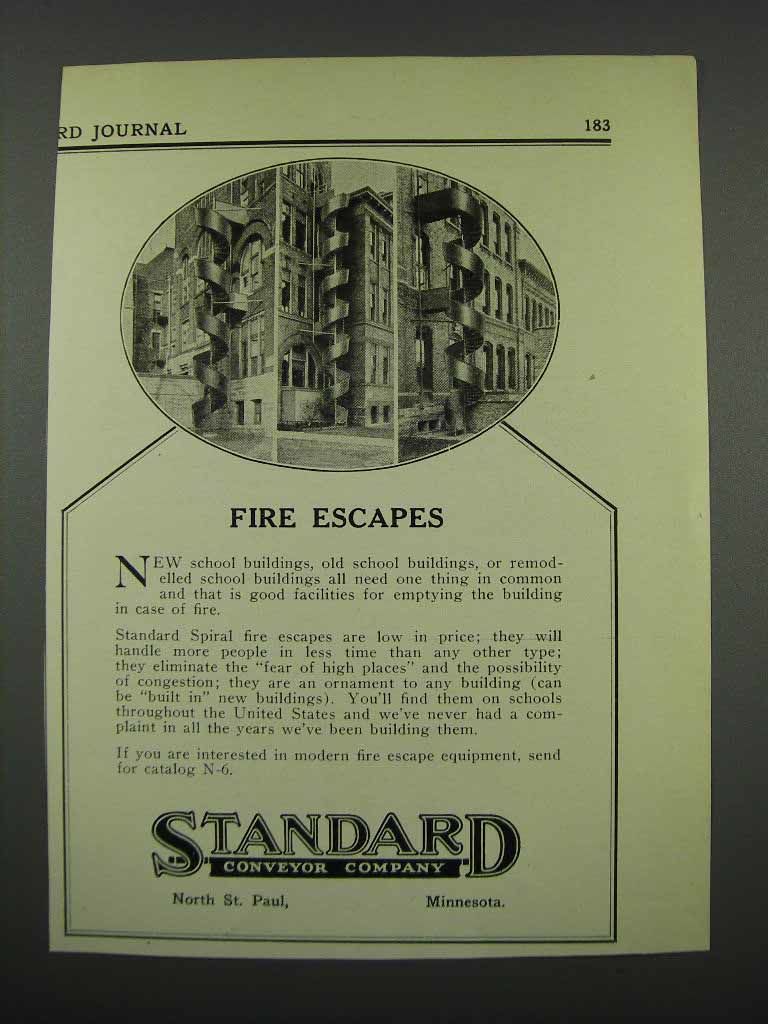 RD JOURNAL 183
FIRE ESCAPES
NEW school buildings, old school buildings, or remod-
elled school buildings all need one thing in common
and that is good facilities for emptying the building
in case of fire.
Standard Spiral fire escapes are low in price; they will
handle more people in less time than any other type;
they eliminate the "fear of high places" and the possibility
of congestion; they are an ornament to any building (can
be "built in" new buildings). You'll find them on schools
throughout the United States and we've never had a com-
plaint in all the years we've been building them.
If you are interested in modern fire escape equipment, send
for catalog N-6.
STANDARD
CONVEYOR COMPANY
North St. Paul, Minnesota.